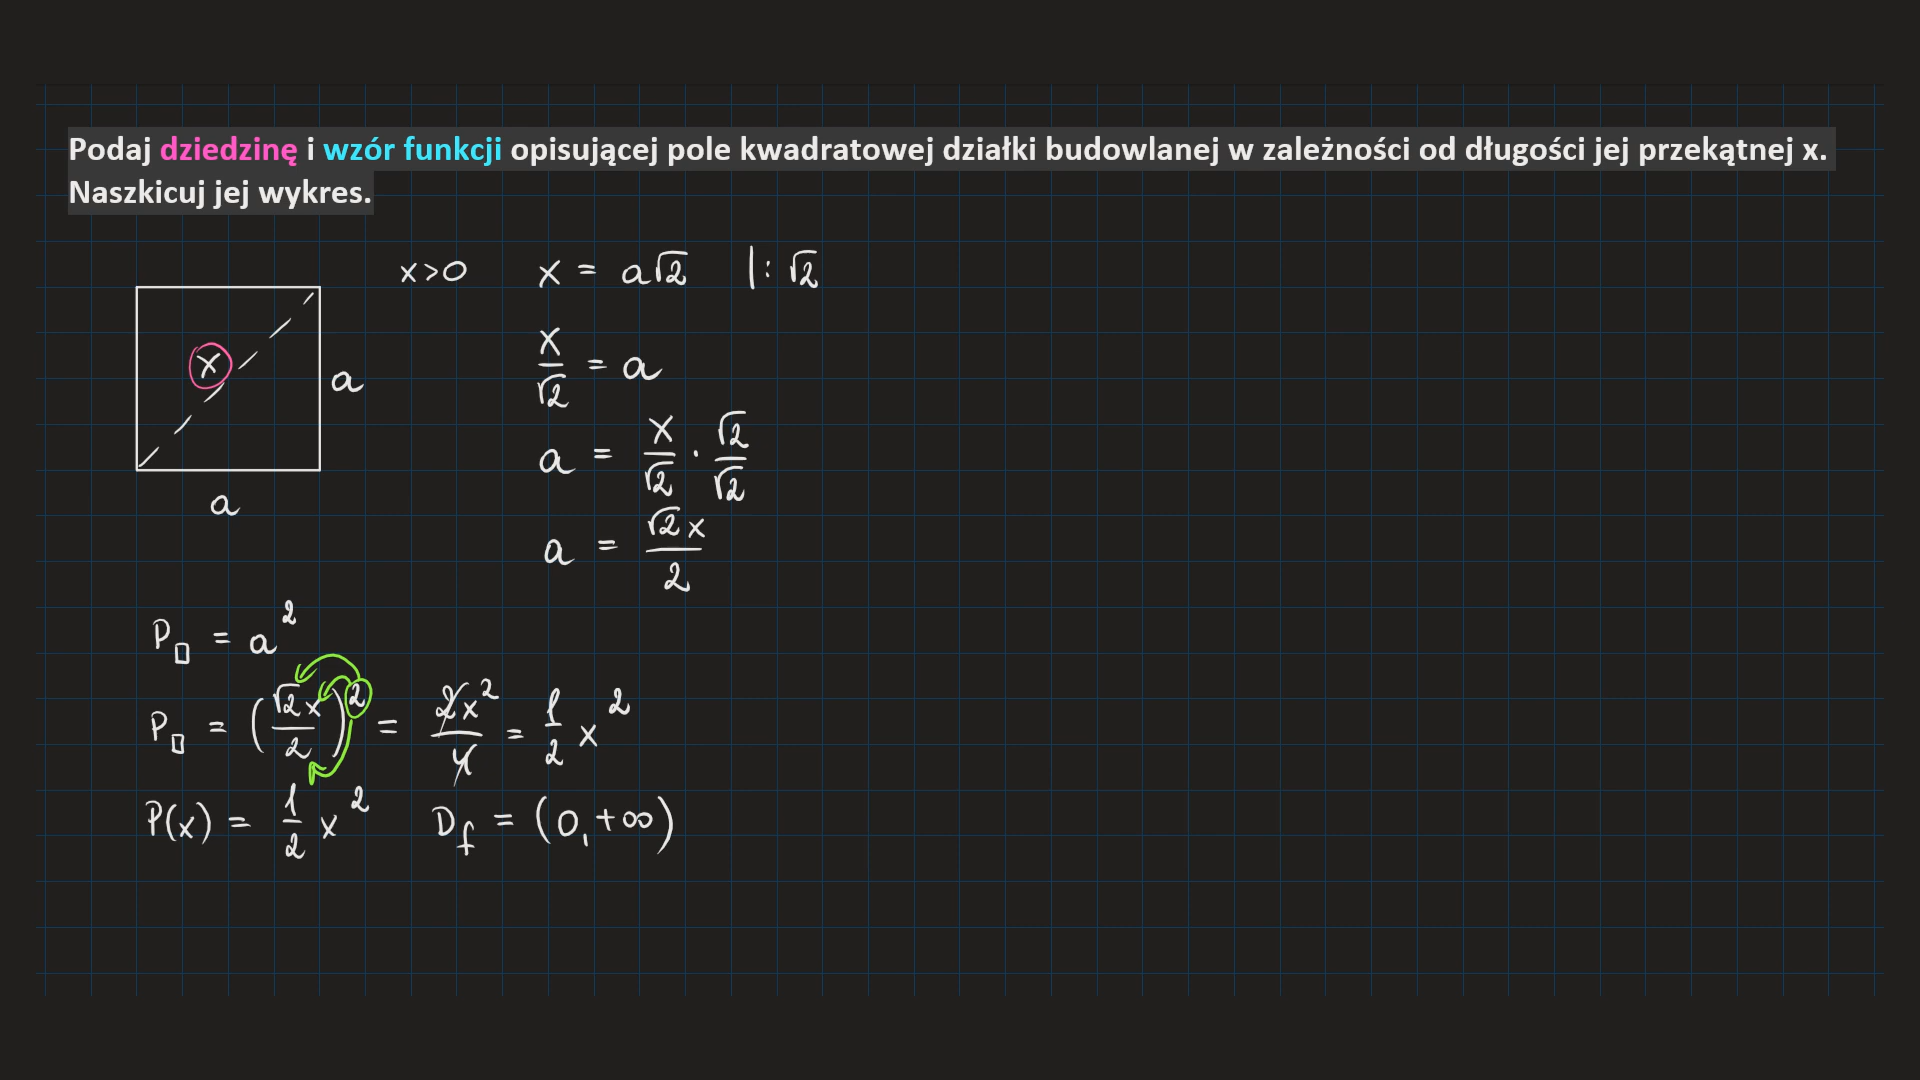 Podaj dziedzinę i wzór funkcji opisującej pole kwadratowej działki budowlanej w zależności od długości jej przekątnej x.
Naszkicuj jej wykres.
x>0 x = a√2 |:√2
x
a
a
x/√2 = a
a = x/√2 · √2/√2
a = √2x/2
P□ = a²
P□ = (√2x/2)² = 2x²/4 = 1/2 x²
P(x) = 1/2 x² D_f = (0,+∞)